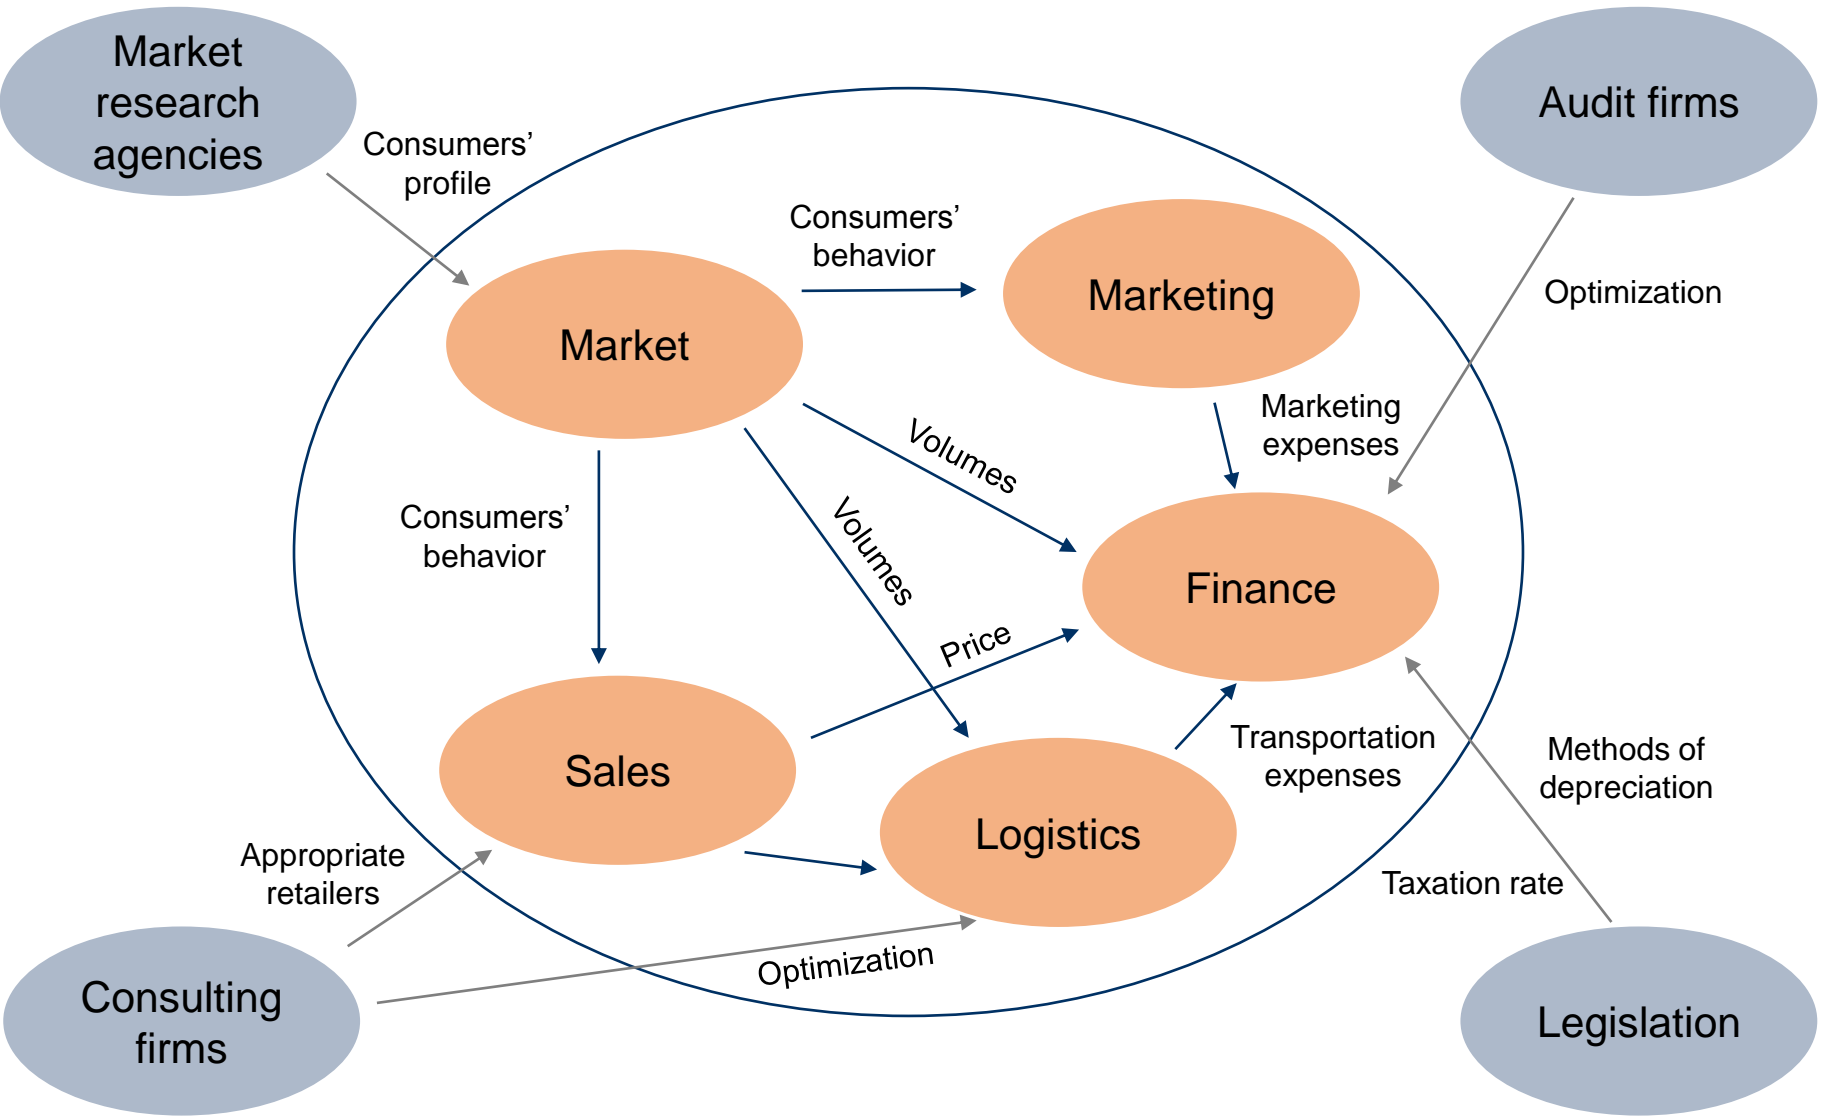 Market
research
agencies
Audit firms
Consumers’
profile
Consumers’
behavior
Marketing
Optimization
Market
Marketing
expenses
Volumes
Volumes
Consumers’
behavior
Finance
Price
Sales
Transportation
expenses
Methods of
depreciation
Logistics
Appropriate
retailers
Taxation rate
Optimization
Consulting
firms
Legislation